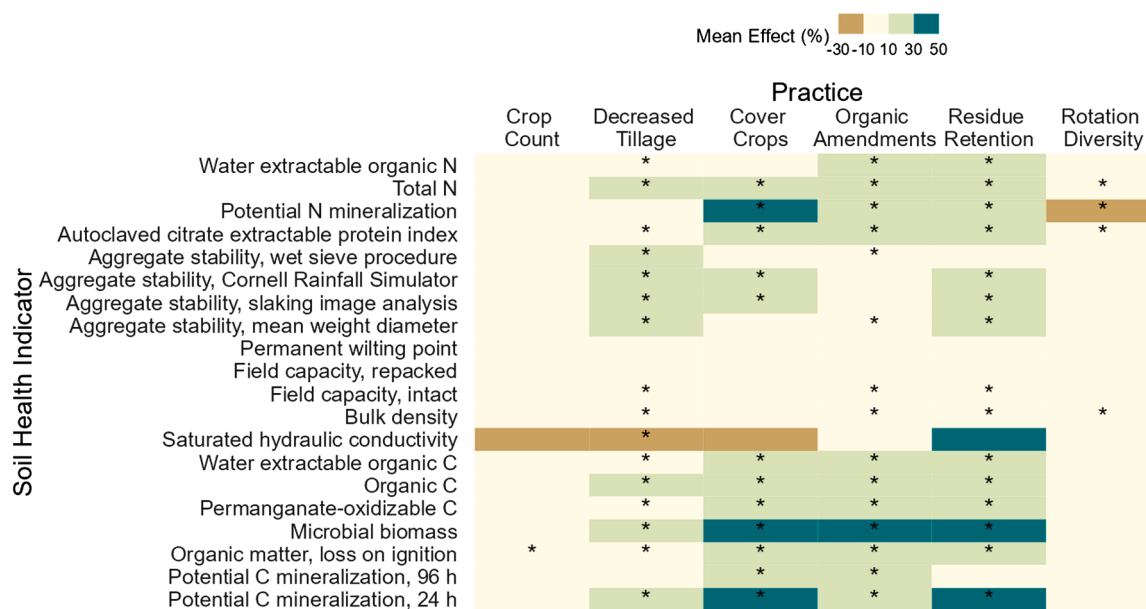 Mean Effect (%)
-30 -10 10 30 50
Practice
Crop Count
Decreased Tillage
Cover Crops
Organic Amendments
Residue Retention
Rotation Diversity
Soil Health Indicator
Water extractable organic N * * *
Total N * * * * *
Potential N mineralization * * * *
Autoclaved citrate extractable protein index * * * * *
Aggregate stability, wet sieve procedure * *
Aggregate stability, Cornell Rainfall Simulator * * *
Aggregate stability, slaking image analysis * * *
Aggregate stability, mean weight diameter * * *
Permanent wilting point
Field capacity, repacked
Field capacity, intact * * *
Bulk density * * * *
Saturated hydraulic conductivity *
Water extractable organic C * * * *
Organic C * * * *
Permanganate-oxidizable C * * * *
Microbial biomass * * * *
Organic matter, loss on ignition * * * * *
Potential C mineralization, 96 h * *
Potential C mineralization, 24 h * * * *